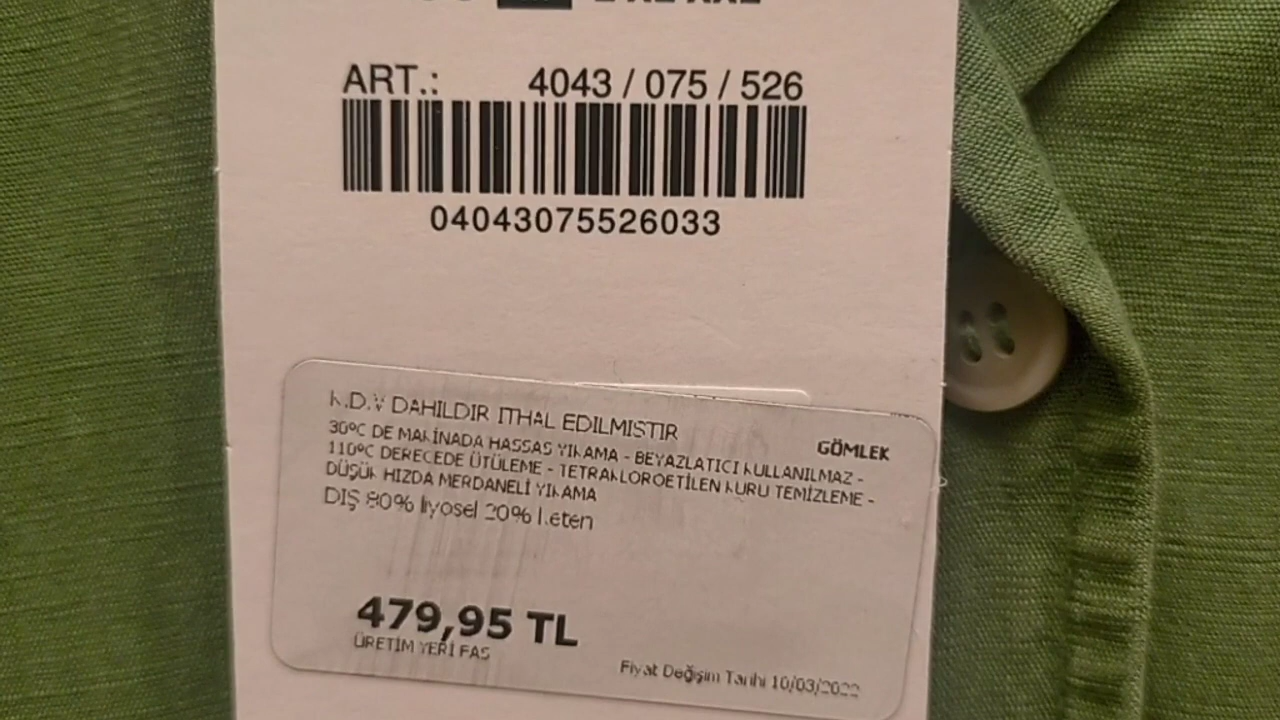 ART.: 4043 / 075 / 526
04043075526033
K.D.V DAHILDIR ITHAL EDILMISTIR
GÖMLEK
30ºC DE MAKİNADA HASSAS YIKAMA - BEYAZLATICI KULLANILMAZ -
110ºC DERECEDE ÜTÜLEME - TETRAKLOROETİLEN KURU TEMİZLEME -
DÜŞÜK HIZDA MERDANELİ YIKAMA
DIŞ 80% liyosel 20% keten
479,95 TL
ÜRETİM YERİ FAS
Fiyat Değişim Tarihi 10/03/2022